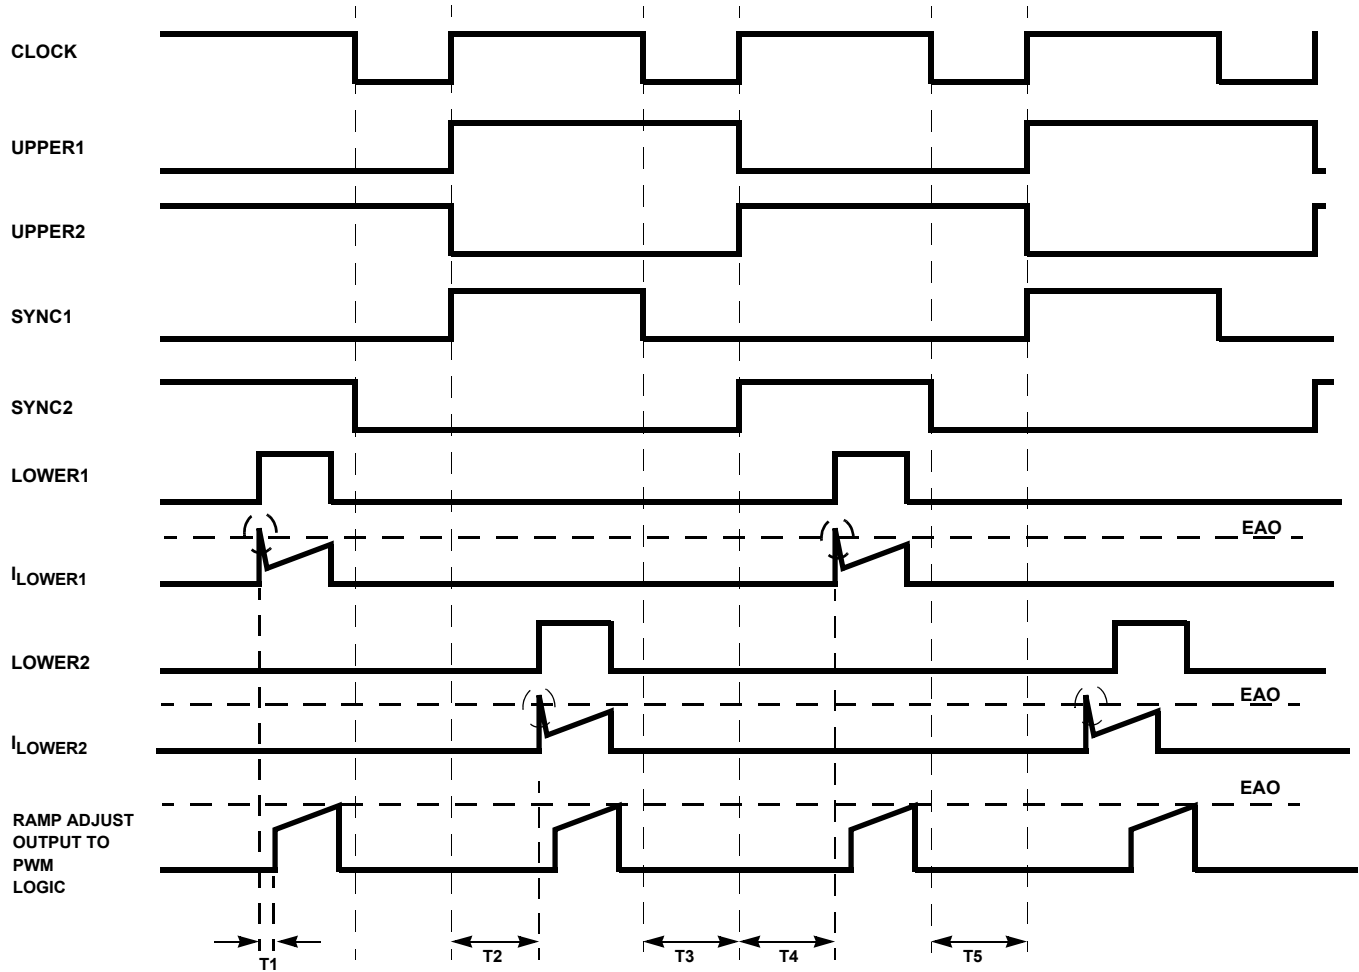 CLOCK
UPPER1
UPPER2
SYNC1
SYNC2
LOWER1
EAO
ILOWER1
LOWER2
EAO
ILOWER2
EAO
RAMP ADJUST
OUTPUT TO
PWM
LOGIC
T1
T2
T3
T4
T5